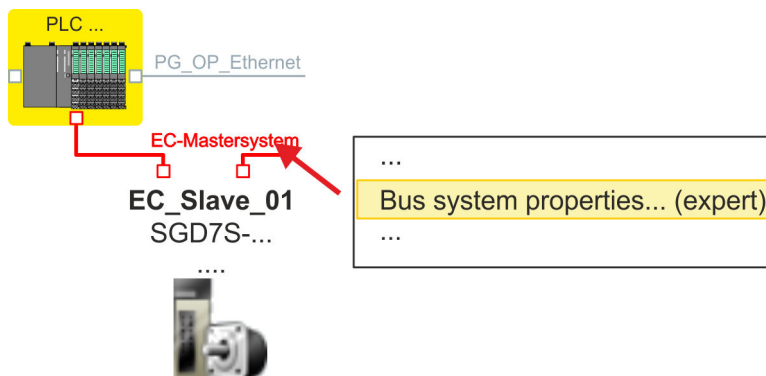 PLC ...
PG_OP_Ethernet
EC-Mastersystem
EC_Slave_01
SGD7S-...
....
...
Bus system properties... (expert)
...